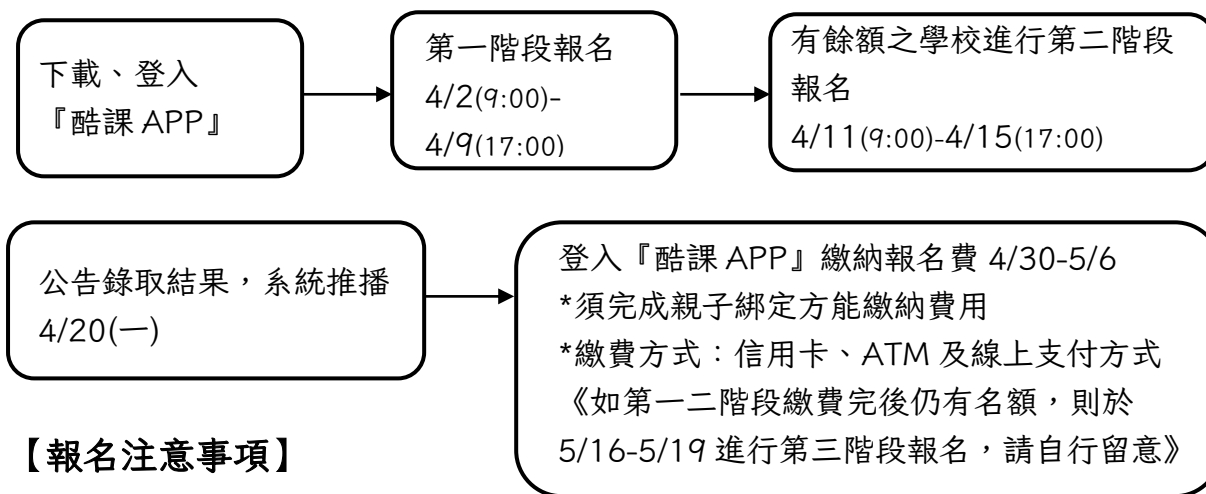 下載、登入
『酷課 APP』
第一階段報名
4/2(9:00)-
4/9(17:00)
有餘額之學校進行第二階段
報名
4/11(9:00)-4/15(17:00)
公告錄取結果，系統推播
4/20(一)
登入『酷課 APP』繳納報名費 4/30-5/6
*須完成親子綁定方能繳納費用
*繳費方式：信用卡、ATM 及線上支付方式
《如第一二階段繳費完後仍有名額，則於
5/16-5/19 進行第三階段報名，請自行留意》
【報名注意事項】